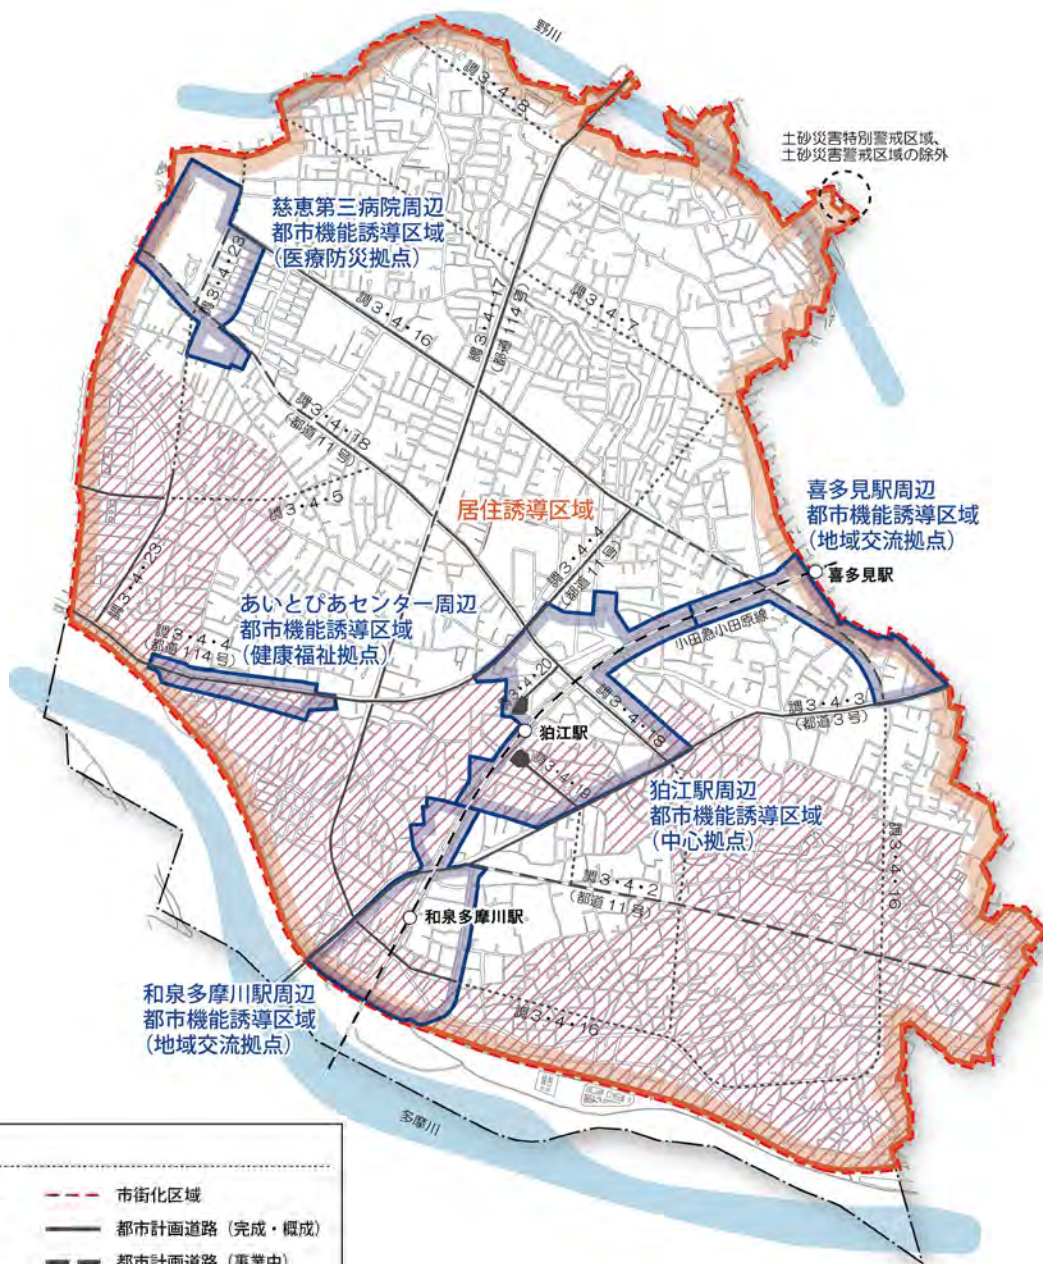 野川
調3・4・8
土砂災害特別警戒区域、
土砂災害警戒区域の除外
慈恵第三病院周辺
都市機能誘導区域
(医療防災拠点)
調3・4・23
調3・4・17
(都道114号)
調3・4・7
調3・4・16
調3・4・18
(都道11号)
調3・4・5
居住誘導区域
喜多見駅周辺
都市機能誘導区域
(地域交流拠点)
調3・4・4
(都道11号)
喜多見駅
調3・4・23
あいとぴあセンター周辺
都市機能誘導区域
(健康福祉拠点)
調3・4・4
(都道114号)
小田急小田原線
3・4・20
調3・4・18
調3・4・3
(都道3号)
狛江駅
調3・4・19
狛江駅周辺
都市機能誘導区域
(中心拠点)
調3・4・16
調3・4・2
(都道11号)
和泉多摩川駅
和泉多摩川駅周辺
都市機能誘導区域
(地域交流拠点)
調3・4・16
多摩川
市街化区域
都市計画道路(完成・概成)
都市計画道路(事業中)